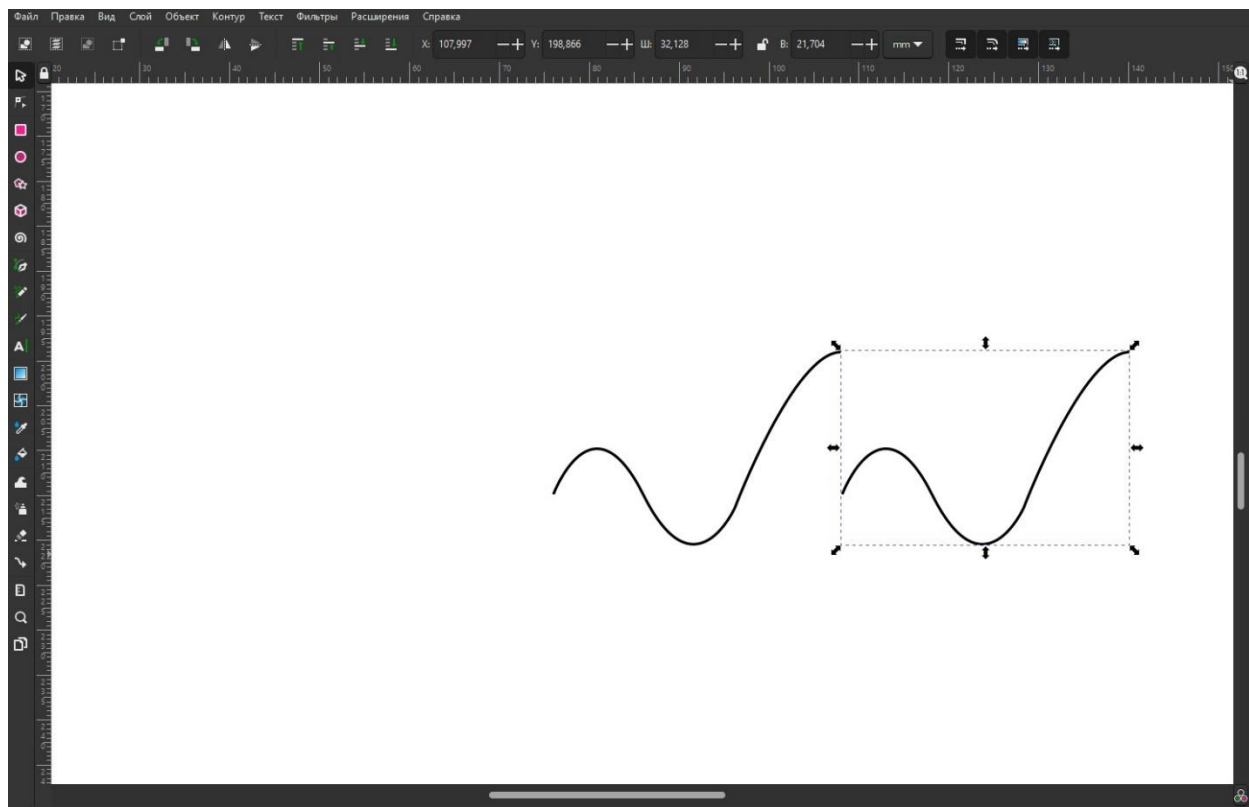 Файл Правка Вид Слой Объект Контур Текст Фильтры Расширения Справка
X: 107,997 Y: 198,866 Ш: 32,128 В: 21,704 mm
20 30 40 50 60 70 80 90 100 110 120 130 140